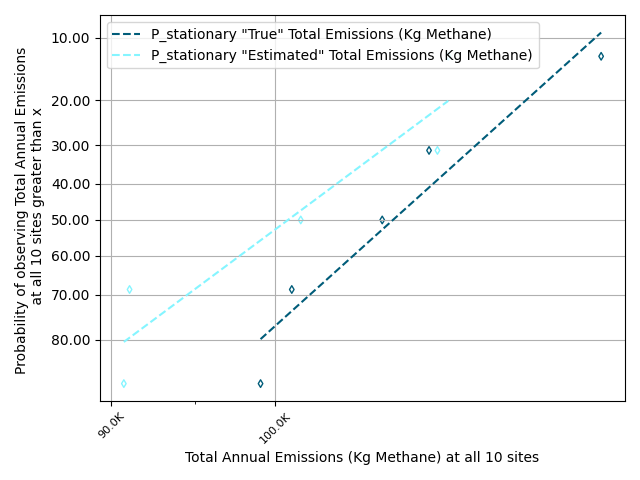 P_stationary "True" Total Emissions (Kg Methane)
P_stationary "Estimated" Total Emissions (Kg Methane)
Probability of observing Total Annual Emissions
at all 10 sites greater than x
10.00
20.00
30.00
40.00
50.00
60.00
70.00
80.00
90.0K
100.0K
Total Annual Emissions (Kg Methane) at all 10 sites